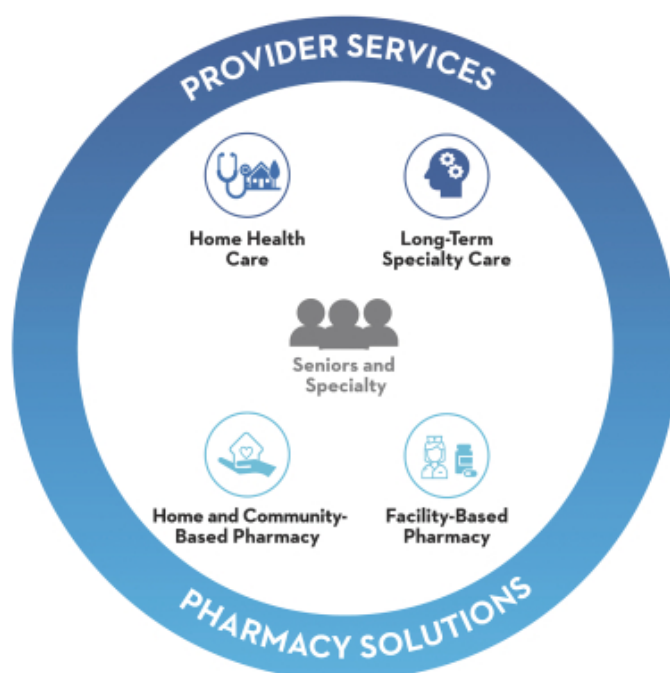 PROVIDER SERVICES
Home Health
Care
Long-Term
Specialty Care
Seniors and
Specialty
Home and Community-
Based Pharmacy
Facility-Based
Pharmacy
PHARMACY SOLUTIONS